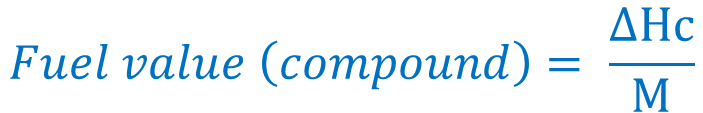 Fuel value (compound) = ΔHc
M